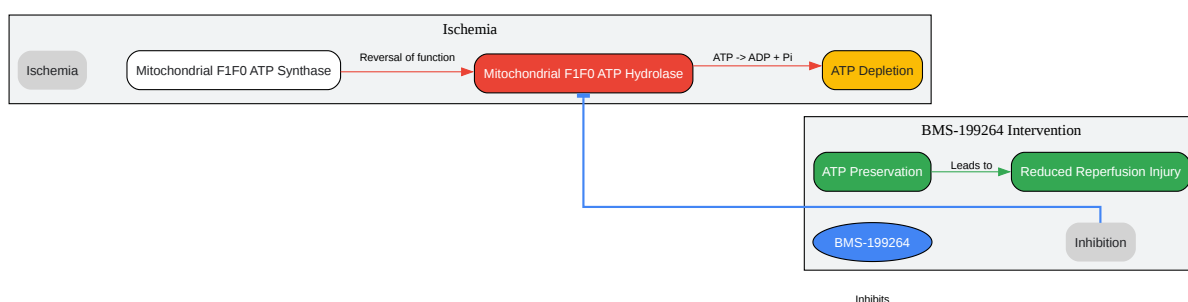 Ischemia
Ischemia
Mitochondrial F1F0 ATP Synthase
Reversal of function
Mitochondrial F1F0 ATP Hydrolase
ATP -> ADP + Pi
ATP Depletion
BMS-199264 Intervention
ATP Preservation
Leads to
Reduced Reperfusion Injury
BMS-199264
Inhibition
Inhibits